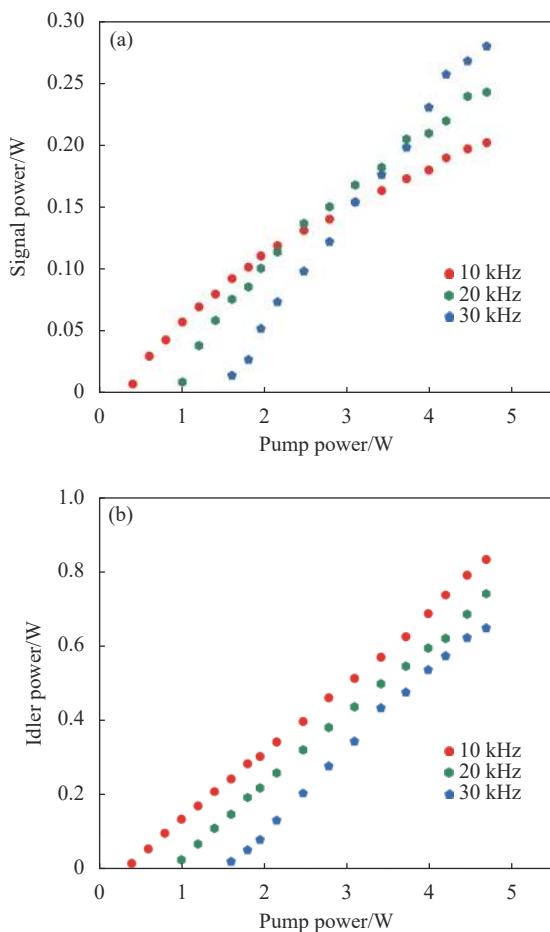 0.30
(a)
0.25
0.20
0.15
0.10
0.05
0
Signal power/W
10 kHz
20 kHz
30 kHz
0 1 2 3 4 5
Pump power/W
1.0
(b)
0.8
0.6
0.4
0.2
0
Idler power/W
10 kHz
20 kHz
30 kHz
0 1 2 3 4 5
Pump power/W